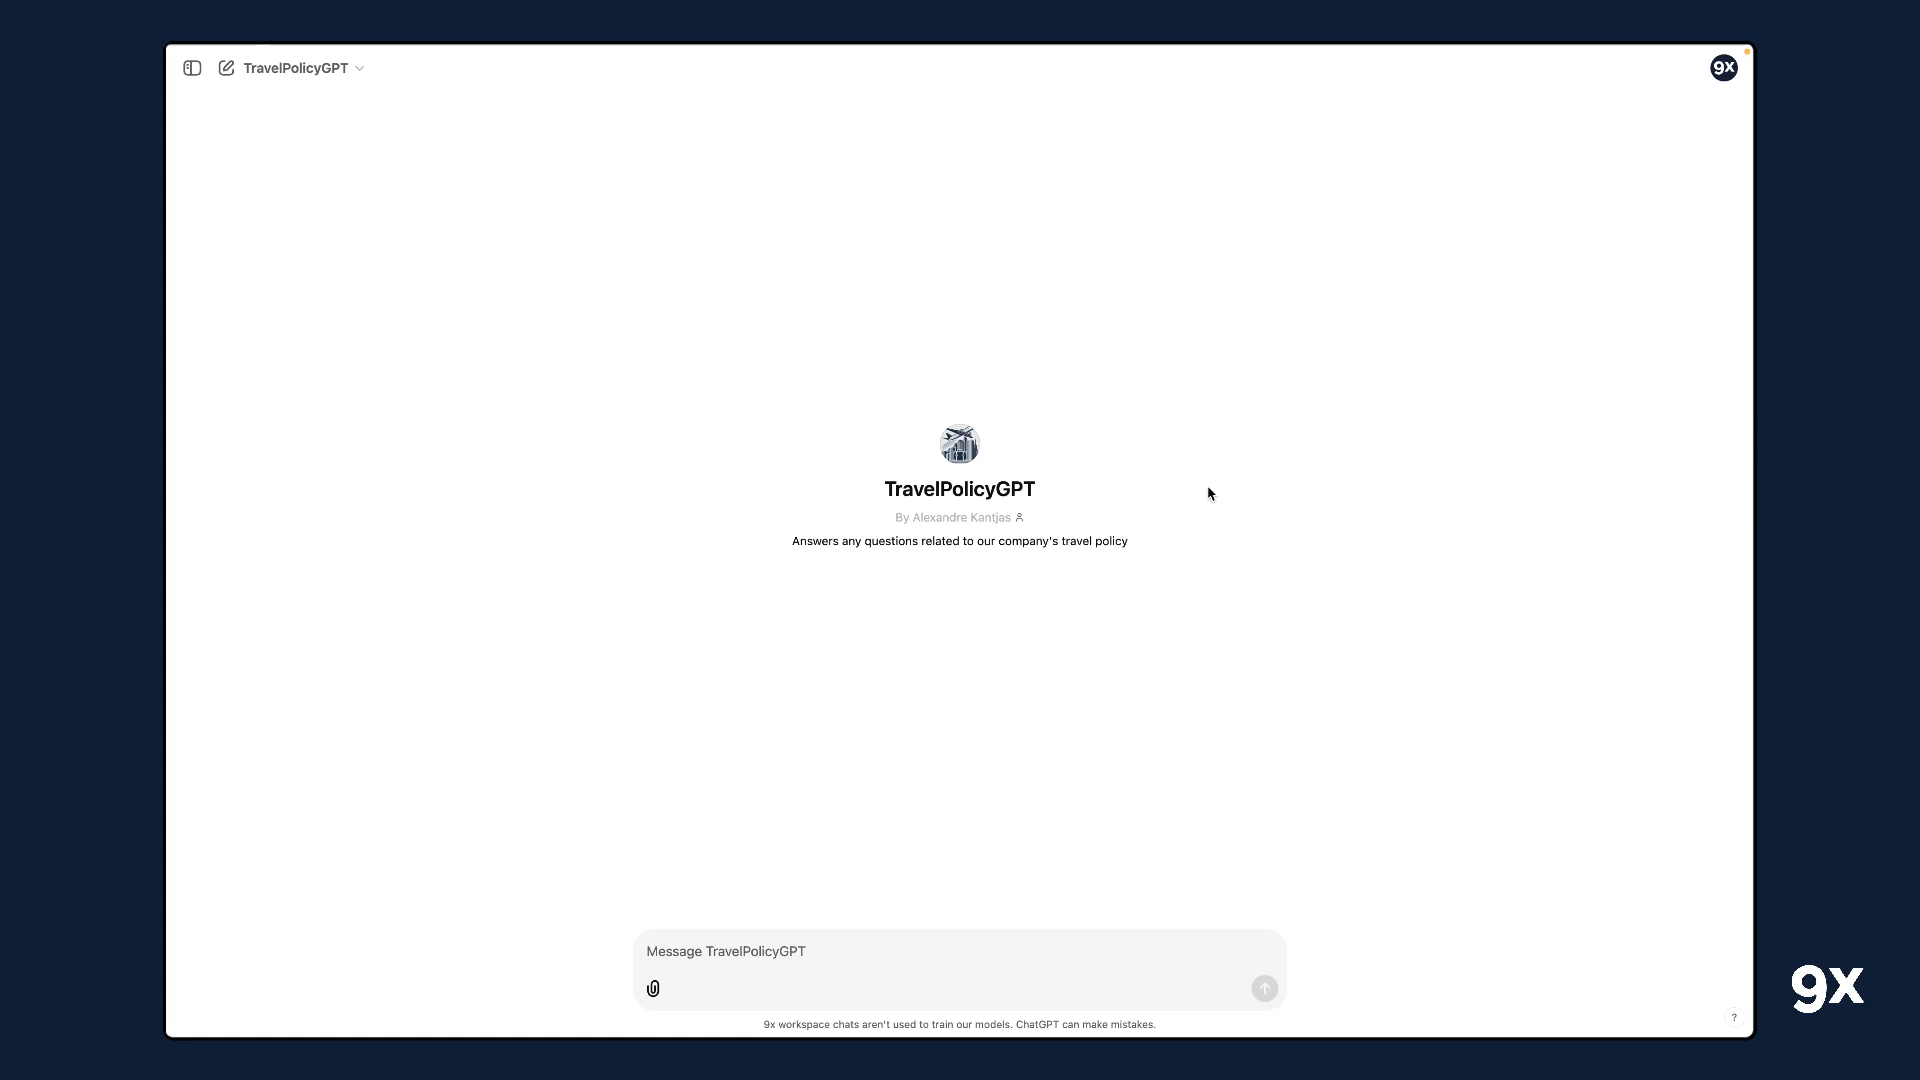 TravelPolicyGPT
9x
TravelPolicyGPT
By Alexandre Kantjas
Answers any questions related to our company's travel policy
Message TravelPolicyGPT
9x workspace chats aren't used to train our models. ChatGPT can make mistakes.
?
9x